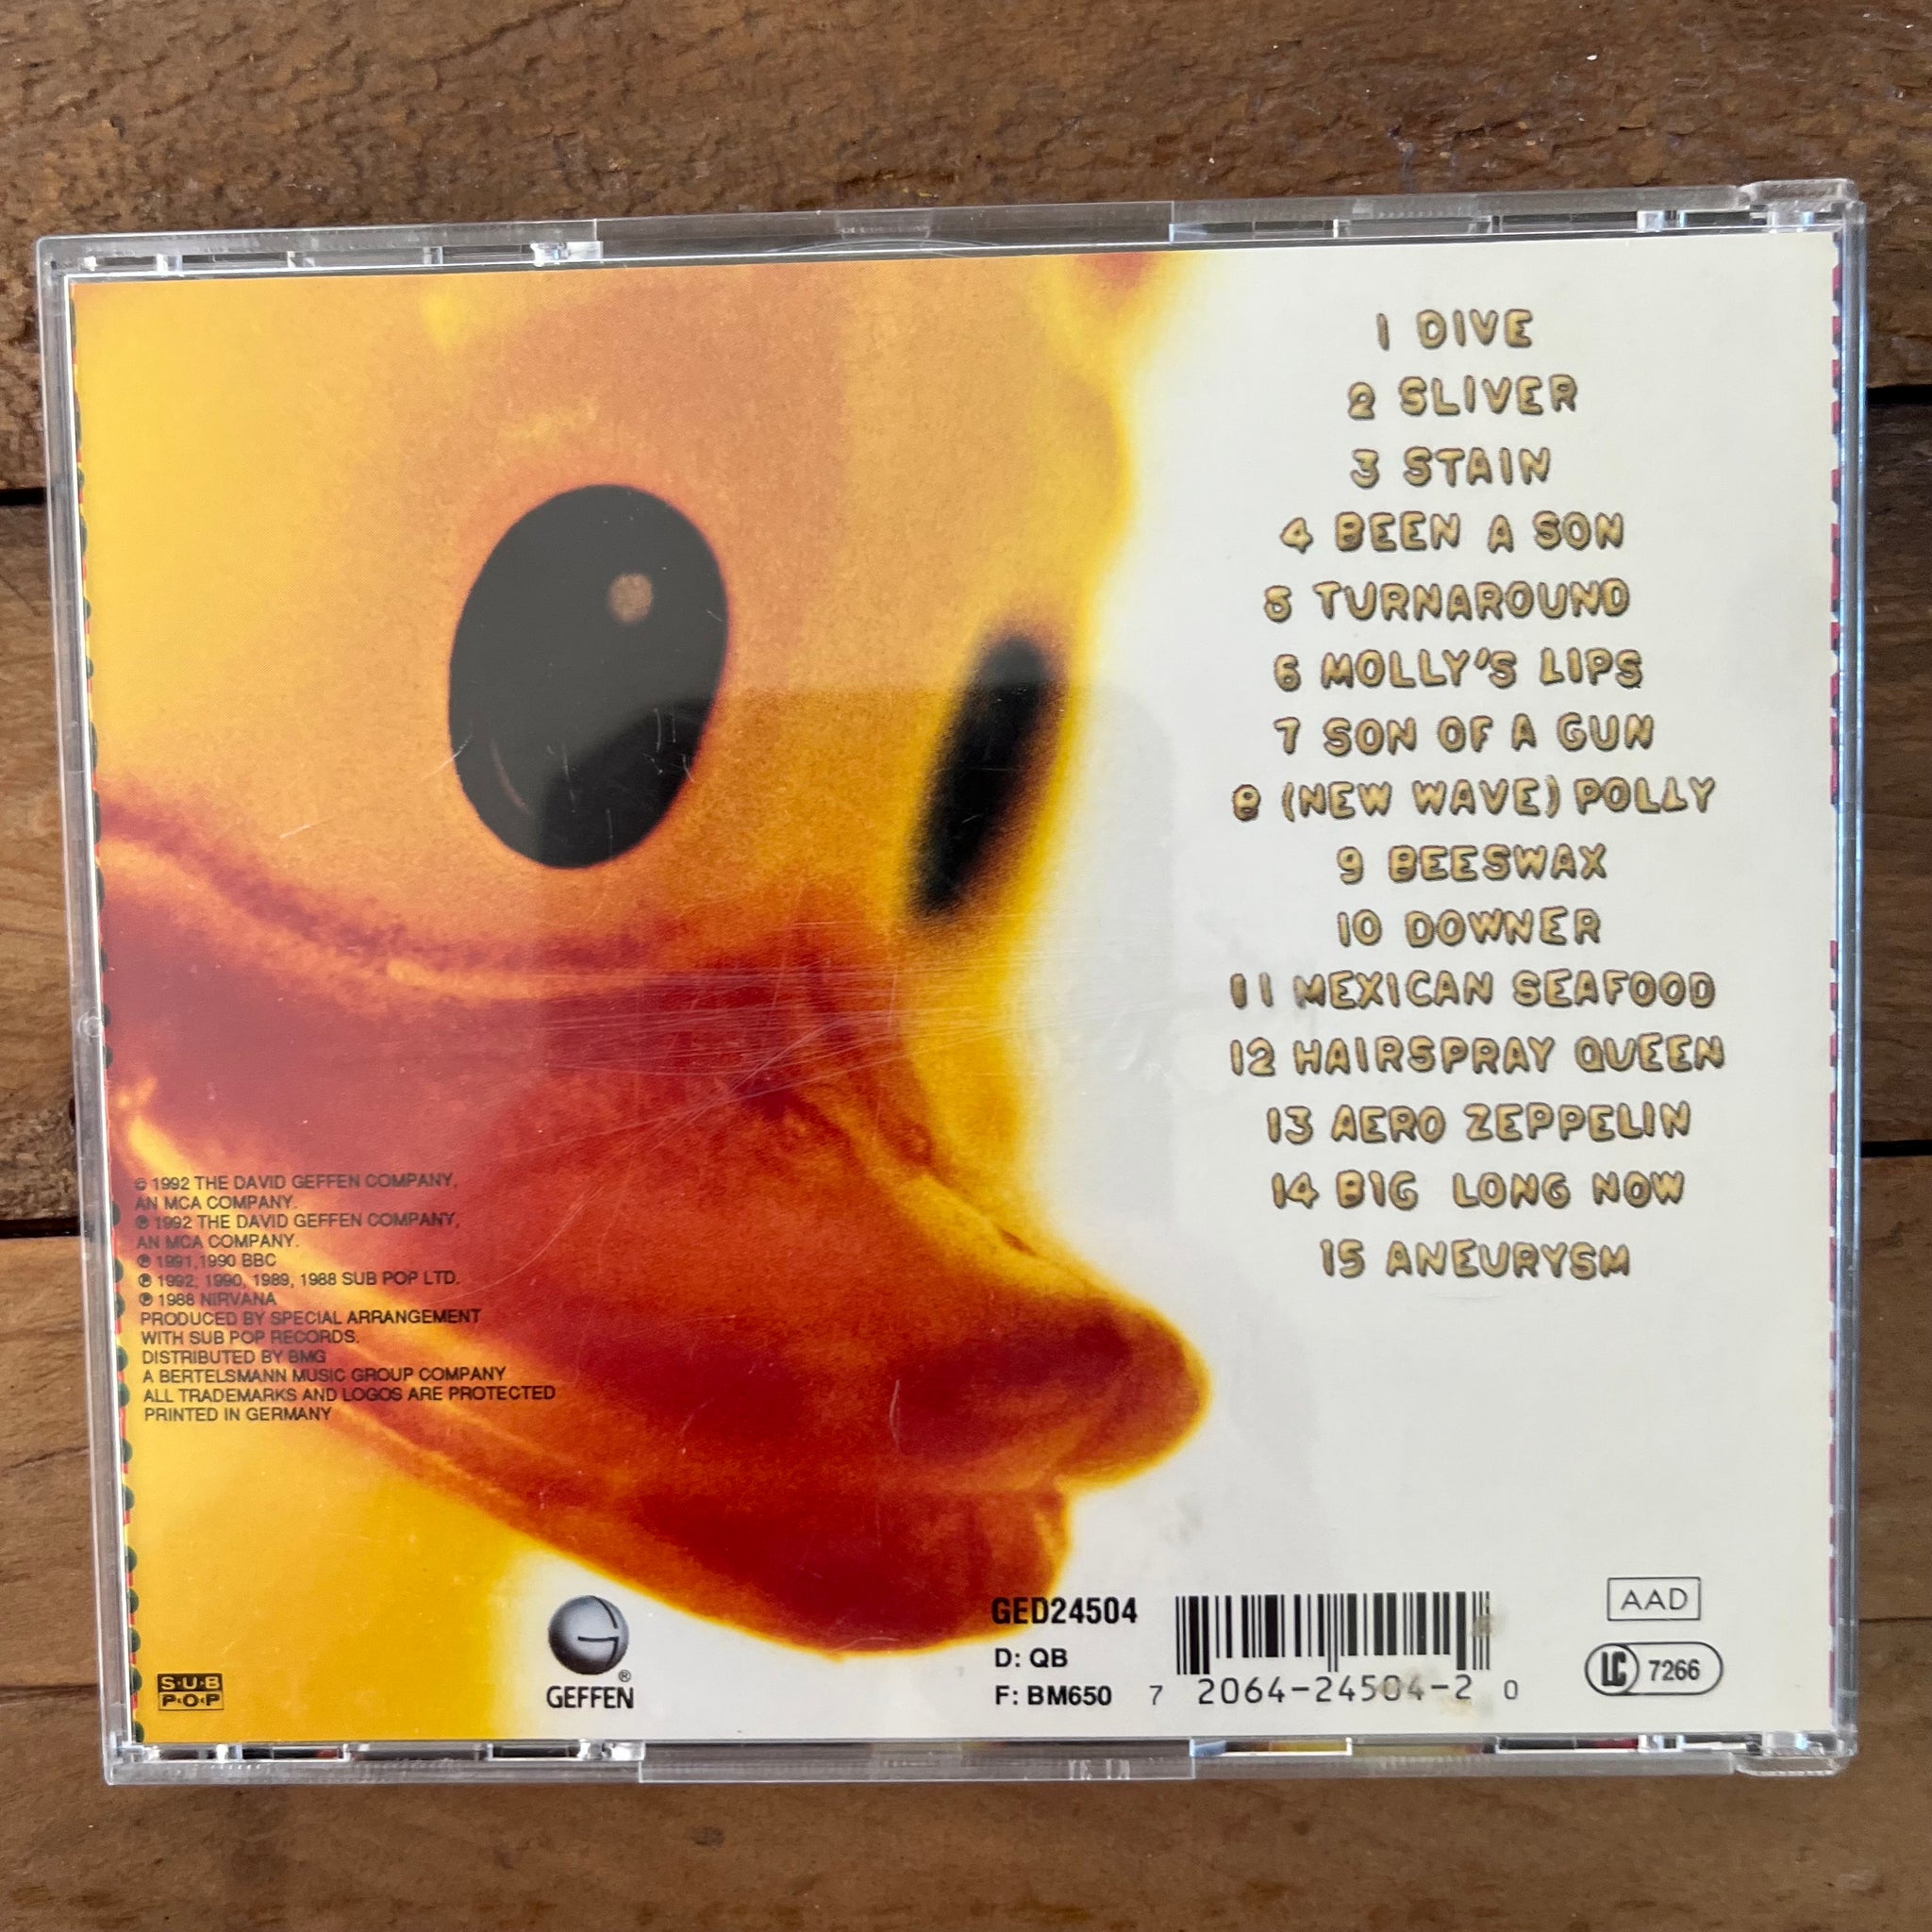 1 DIVE
2 SLIVER
3 STAIN
4 BEEN A SON
5 TURNAROUND
6 MOLLY'S LIPS
7 SON OF A GUN
8 (NEW WAVE) POLLY
9 BEESWAX
10 DOWNER
11 MEXICAN SEAFOOD
12 HAIRSPRAY QUEEN
13 AERO ZEPPELIN
14 BIG LONG NOW
15 ANEURYSM
© 1992 THE DAVID GEFFEN COMPANY,
AN MCA COMPANY.
℗ 1992 THE DAVID GEFFEN COMPANY,
AN MCA COMPANY.
℗ 1991,1990 BBC
℗ 1992, 1990, 1989, 1988 SUB POP LTD.
℗ 1988 NIRVANA
PRODUCED BY SPECIAL ARRANGEMENT
WITH SUB POP RECORDS.
DISTRIBUTED BY BMG
A BERTELSMANN MUSIC GROUP COMPANY
ALL TRADEMARKS AND LOGOS ARE PROTECTED
PRINTED IN GERMANY
S·U·B
P·O·P
G
®
GEFFEN
GED24504
D: QB
F: BM650
7 2064-24504-2 0
AAD
LC 7266